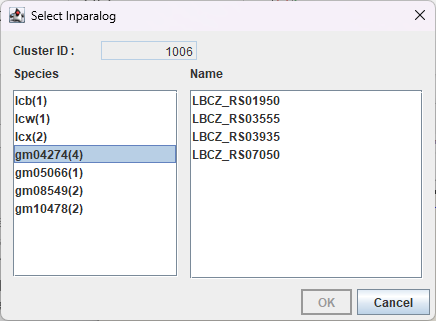 Select Inparalog
Cluster ID : 1006
Species Name
lcb(1)
lcw(1)
lcx(2)
gm04274(4)
gm05066(1)
gm08549(2)
gm10478(2)
LBCZ_RS01950
LBCZ_RS03555
LBCZ_RS03935
LBCZ_RS07050
OK Cancel